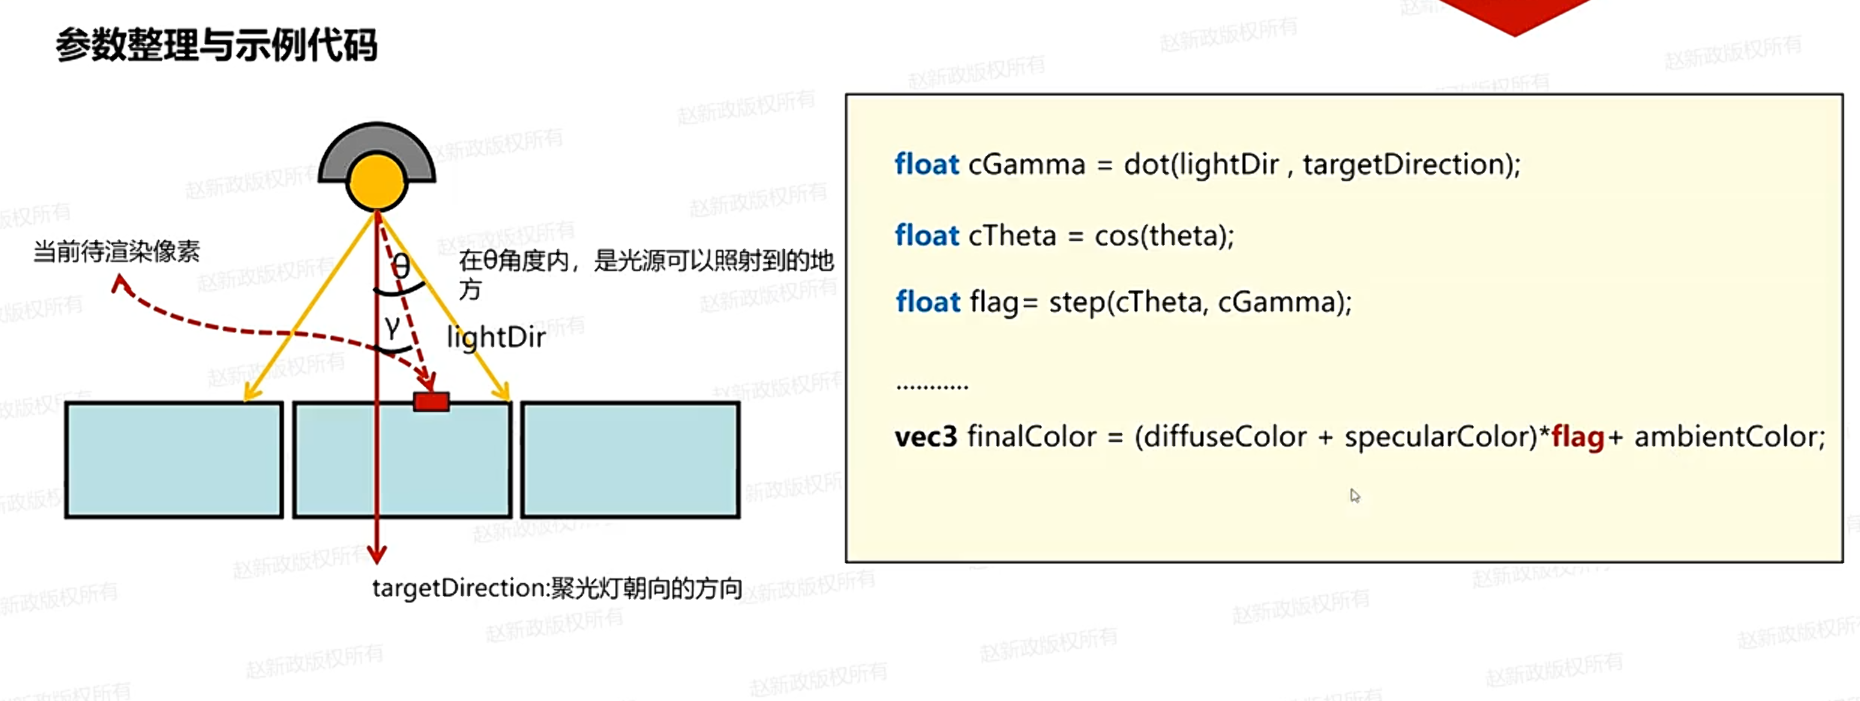 参数整理与示例代码
当前待渲染像素
θ
在θ角度内，是光源可以照射到的地
方
γ
lightDir
targetDirection:聚光灯朝向的方向
float cGamma = dot(lightDir , targetDirection);
float cTheta = cos(theta);
float flag= step(cTheta, cGamma);
...........
vec3 finalColor = (diffuseColor + specularColor)*flag+ ambientColor;
赵新政版权所有